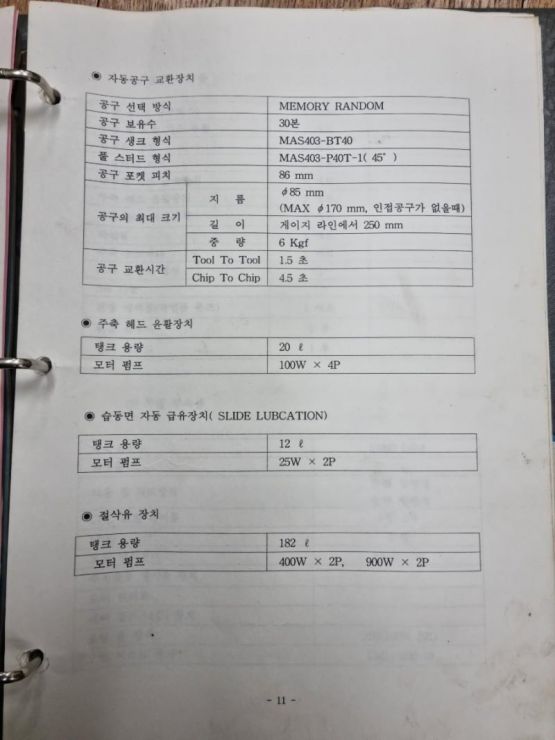 ◉ 자동공구 교환장치
공구 선택 방식 MEMORY RANDOM
공구 보유수 30본
공구 생크 형식 MAS403-BT40
풀 스터드 형식 MAS403-P40T-1( 45° )
공구 포켓 피치 86 mm
공구의 최대 크기 지 름 φ85 mm
(MAX φ170 mm, 인접공구가 없을때)
길 이 게이지 라인에서 250 mm
중 량 6 Kgf
공구 교환시간 Tool To Tool 1.5 초
Chip To Chip 4.5 초
◉ 주축 헤드 윤활장치
탱크 용량 20 ℓ
모터 펌프 100W × 4P
◉ 습동면 자동 급유장치( SLIDE LUBCATION)
탱크 용량 12 ℓ
모터 펌프 25W × 2P
◉ 절삭유 장치
탱크 용량 182 ℓ
모터 펌프 400W × 2P, 900W × 2P
- 11 -